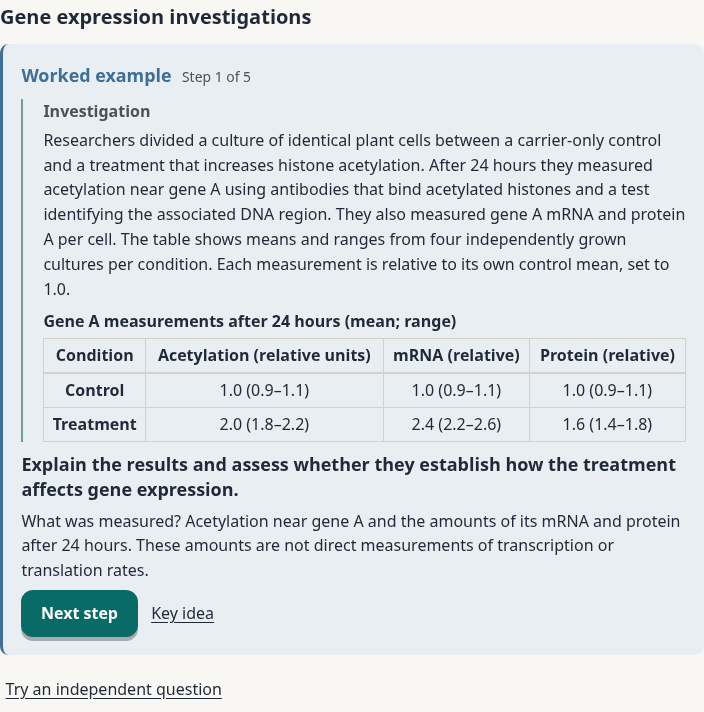 Gene expression investigations
Worked example Step 1 of 5
Investigation
Researchers divided a culture of identical plant cells between a carrier-only control
and a treatment that increases histone acetylation. After 24 hours they measured
acetylation near gene A using antibodies that bind acetylated histones and a test
identifying the associated DNA region. They also measured gene A mRNA and protein
A per cell. The table shows means and ranges from four independently grown
cultures per condition. Each measurement is relative to its own control mean, set to
1.0.
Gene A measurements after 24 hours (mean; range)
Condition Acetylation (relative units) mRNA (relative) Protein (relative)
Control 1.0 (0.9–1.1) 1.0 (0.9–1.1) 1.0 (0.9–1.1)
Treatment 2.0 (1.8–2.2) 2.4 (2.2–2.6) 1.6 (1.4–1.8)
Explain the results and assess whether they establish how the treatment
affects gene expression.
What was measured? Acetylation near gene A and the amounts of its mRNA and protein
after 24 hours. These amounts are not direct measurements of transcription or
translation rates.
Next step Key idea
Try an independent question